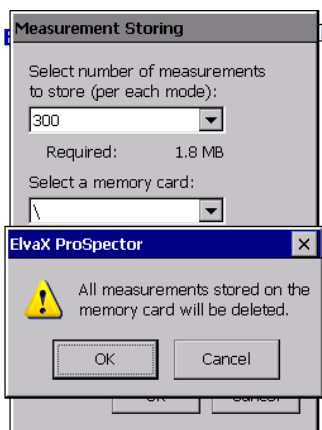 Measurement Storing
Select number of measurements
to store (per each mode):
300
Required: 1.8 MB
Select a memory card:
\
ElvaX ProSpector
All measurements stored on the
memory card will be deleted.
OK Cancel